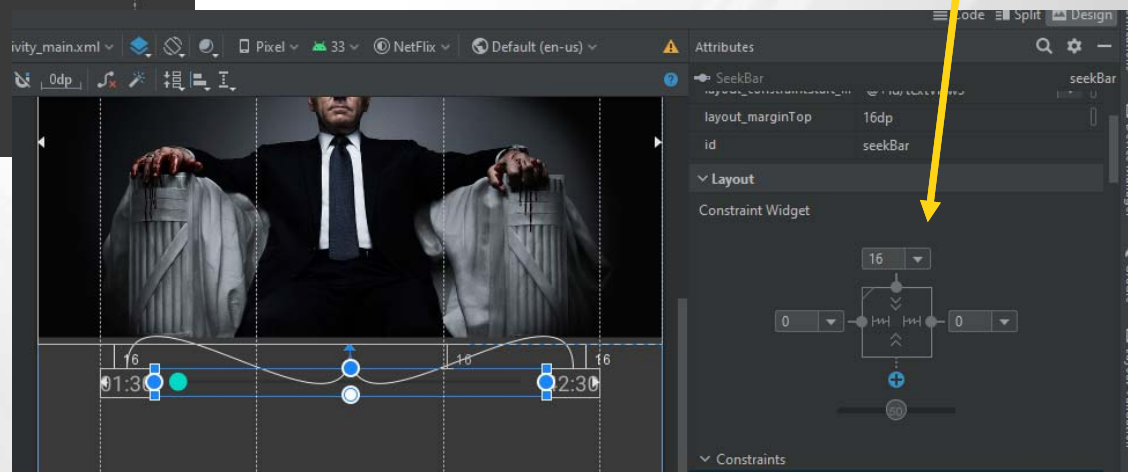 Code Split Design
ivity_main.xml Pixel 33 NetFlix Default (en-us) Attributes
0dp SeekBar seekBar
layout_marginTop 16dp
id seekBar
Layout
Constraint Widget
16
0 0
16 16 16
01:30 42:30
50
Constraints